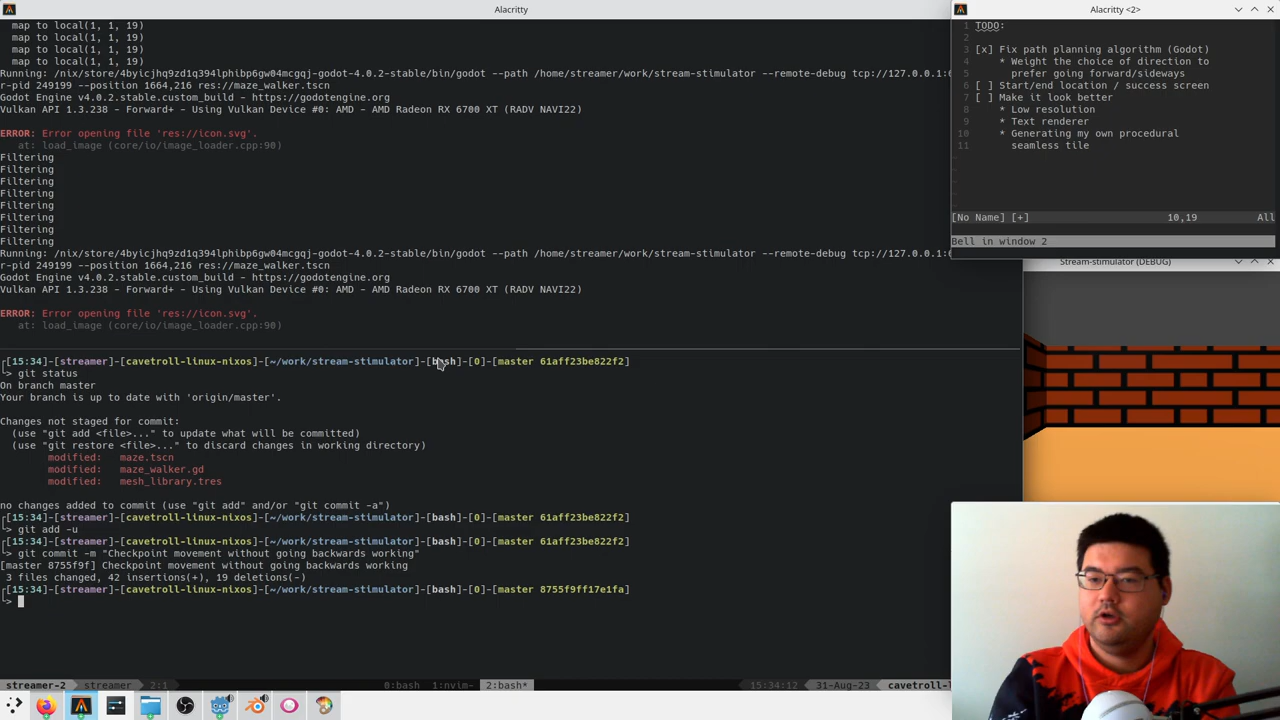 Alacritty
map to local(1, 1, 19)
map to local(1, 1, 19)
map to local(1, 1, 19)
map to local(1, 1, 19)
Running: /nix/store/4byicjhq9zd1q394lphibp6gw04mcgqj-godot-4.0.2-stable/bin/godot --path /home/streamer/work/stream-stimulator --remote-debug tcp://127.0.0.1:6
r-pid 249199 --position 1664,216 res://maze_walker.tscn
Godot Engine v4.0.2.stable.custom_build - https://godotengine.org
Vulkan API 1.3.238 - Forward+ - Using Vulkan Device #0: AMD - AMD Radeon RX 6700 XT (RADV NAVI22)
ERROR: Error opening file 'res://icon.svg'.
at: load_image (core/io/image_loader.cpp:90)
Filtering
Filtering
Filtering
Filtering
Filtering
Filtering
Filtering
Filtering
Running: /nix/store/4byicjhq9zd1q394lphibp6gw04mcgqj-godot-4.0.2-stable/bin/godot --path /home/streamer/work/stream-stimulator --remote-debug tcp://127.0.0.1:6
r-pid 249199 --position 1664,216 res://maze_walker.tscn
Godot Engine v4.0.2.stable.custom_build - https://godotengine.org
Vulkan API 1.3.238 - Forward+ - Using Vulkan Device #0: AMD - AMD Radeon RX 6700 XT (RADV NAVI22)
ERROR: Error opening file 'res://icon.svg'.
at: load_image (core/io/image_loader.cpp:90)
[15:34]-[streamer]-[cavetroll-linux-nixos]-[~/work/stream-stimulator]-[bash]-[0]-[master 61aff23be822f2]
> git status
On branch master
Your branch is up to date with 'origin/master'.
Changes not staged for commit:
(use "git add <file>..." to update what will be committed)
(use "git restore <file>..." to discard changes in working directory)
modified: maze.tscn
modified: maze_walker.gd
modified: mesh_library.tres
no changes added to commit (use "git add" and/or "git commit -a")
[15:34]-[streamer]-[cavetroll-linux-nixos]-[~/work/stream-stimulator]-[bash]-[0]-[master 61aff23be822f2]
> git add -u
[15:34]-[streamer]-[cavetroll-linux-nixos]-[~/work/stream-stimulator]-[bash]-[0]-[master 61aff23be822f2]
> git commit -m "Checkpoint movement without going backwards working"
[master 8755f9f] Checkpoint movement without going backwards working
3 files changed, 42 insertions(+), 19 deletions(-)
[15:34]-[streamer]-[cavetroll-linux-nixos]-[~/work/stream-stimulator]-[bash]-[0]-[master 8755f9ff17e1fa]
>
streamer-2 streamer 2:1 0:bash 1:nvim- 2:bash* 15:34:12 31-Aug-23 cavetroll-l
Alacritty <2>
1 TODO:
2
3 [x] Fix path planning algorithm (Godot)
4 * Weight the choice of direction to
5 prefer going forward/sideways
6 [ ] Start/end location / success screen
7 [ ] Make it look better
8 * Low resolution
9 * Text renderer
10 * Generating my own procedural
11 seamless tile
[No Name] [+] 10,19 All
Bell in window 2
Stream-stimulator (DEBUG)